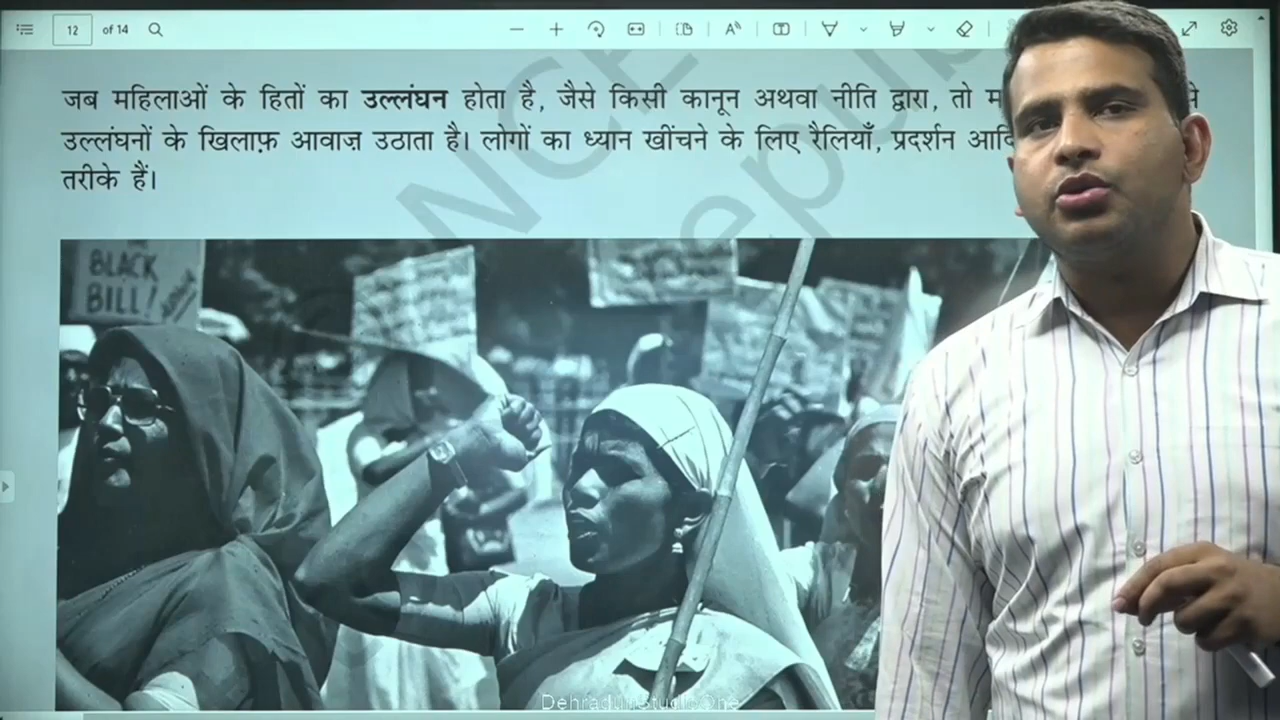 12 of 14
जब महिलाओं के हितों का उल्लंघन होता है, जैसे किसी कानून अथवा नीति द्वारा, तो
उल्लंघनों के खिलाफ़ आवाज़ उठाता है। लोगों का ध्यान खींचने के लिए रैलियाँ, प्रदर्शन आदि
तरीके हैं।
BLACK
BILL!